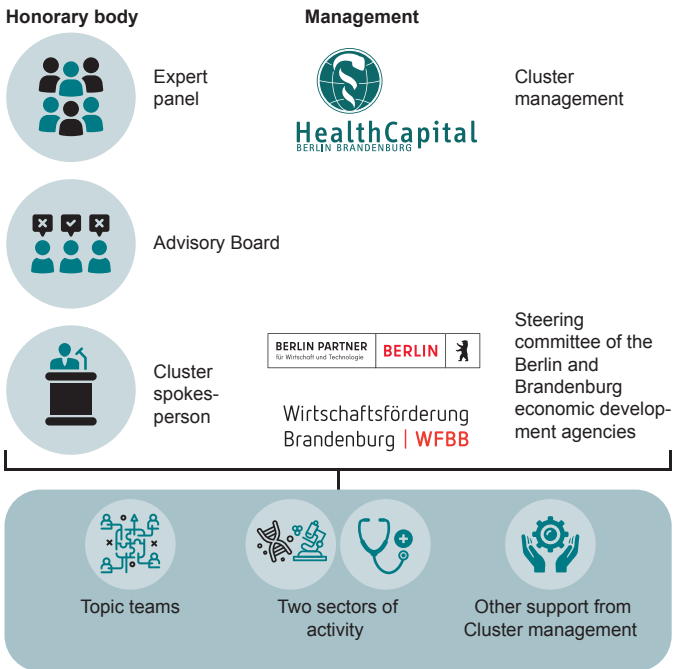 Honorary body
Management
Expert
panel
HealthCapital
BERLIN BRANDENBURG
Cluster
management
Advisory Board
Cluster
spokes-
person
BERLIN PARTNER
für Wirtschaft und Technologie
BERLIN
Wirtschaftsförderung
Brandenburg | WFBB
Steering
committee of the
Berlin and
Brandenburg
economic develop-
ment agencies
Topic teams
Two sectors of
activity
Other support from
Cluster management